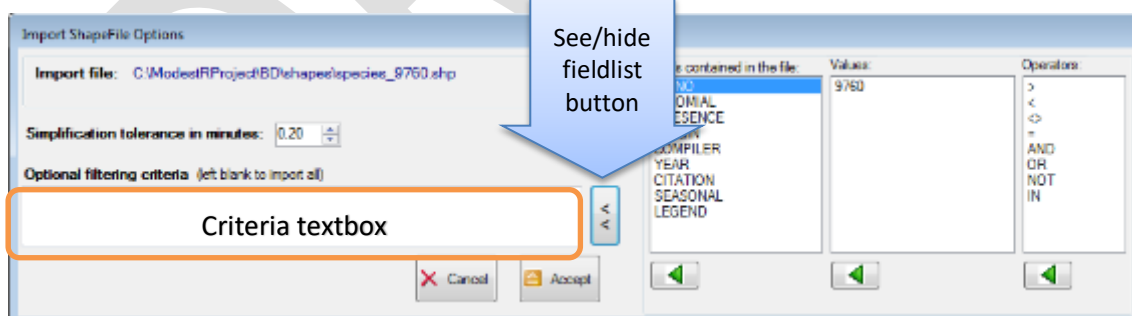 Import ShapeFile Options
See/hide
fieldlist
button
Import file: C:\ModestRProject\BD\shapes\species_9760.shp
Simplification tolerance in minutes: 0.20
Optional filtering criteria (left blank to import all)
Criteria textbox
<
<
Cancel
Accept
contained in the file:
COMPILER
YEAR
CITATION
SEASONAL
LEGEND
Values:
9760
Operators:
>
<
<>
=
AND
OR
NOT
IN